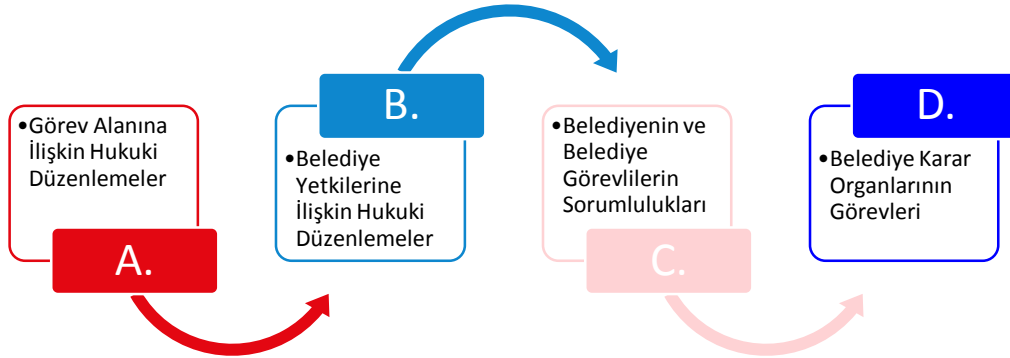 •Görev Alanına
İlişkin Hukuki
Düzenlemeler
A.
B.
•Belediye
Yetkilerine
İlişkin Hukuki
Düzenlemeler
•Belediyenin ve
Belediye
Görevlilerin
Sorumlulukları
C.
D.
•Belediye Karar
Organlarının
Görevleri